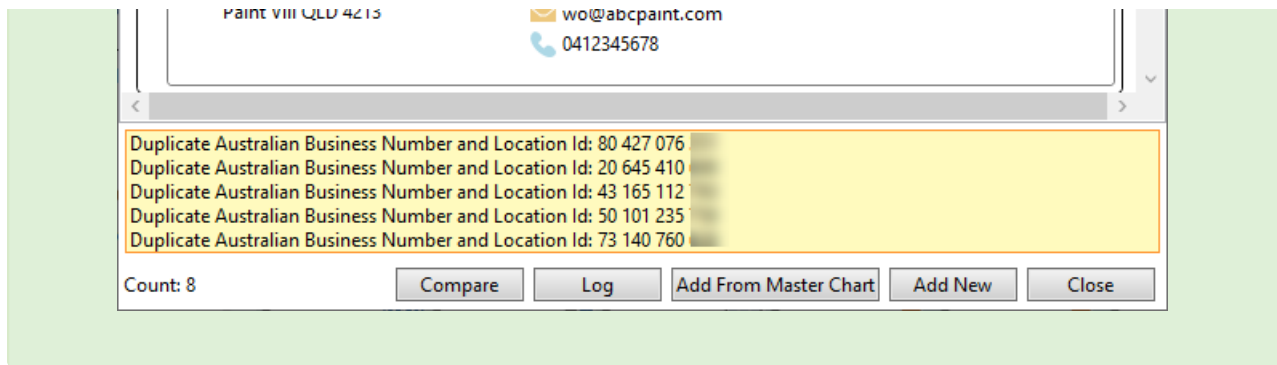 Paint Vill QLD 4213
wo@abcpaint.com
0412345678
Duplicate Australian Business Number and Location Id: 80 427 076
Duplicate Australian Business Number and Location Id: 20 645 410
Duplicate Australian Business Number and Location Id: 43 165 112
Duplicate Australian Business Number and Location Id: 50 101 235
Duplicate Australian Business Number and Location Id: 73 140 760
Count: 8
Compare
Log
Add From Master Chart
Add New
Close